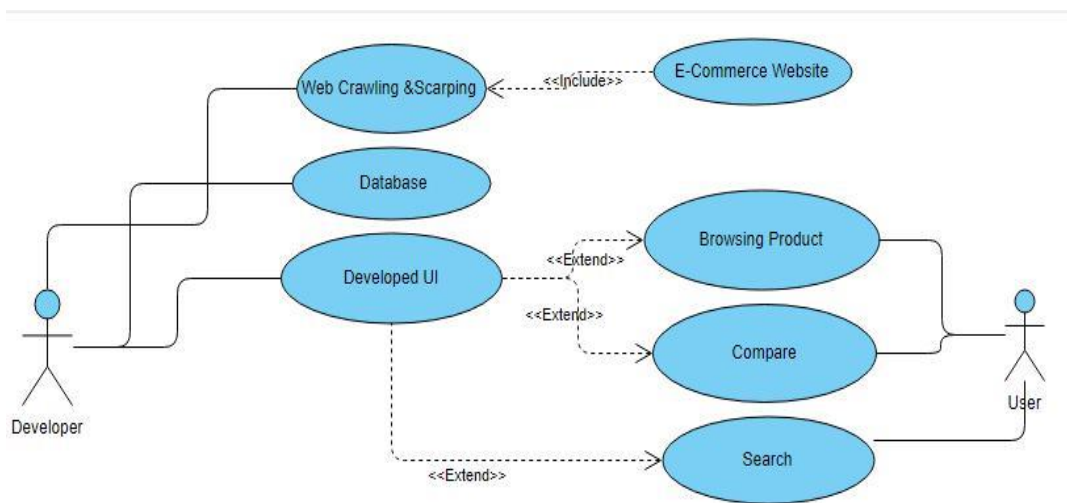 Web Crawling &Scarping
<<Include>>
E-Commerce Website
Database
Browsing Product
<<Extend>>
Developed UI
<<Extend>>
Compare
User
Developer
Search
<<Extend>>